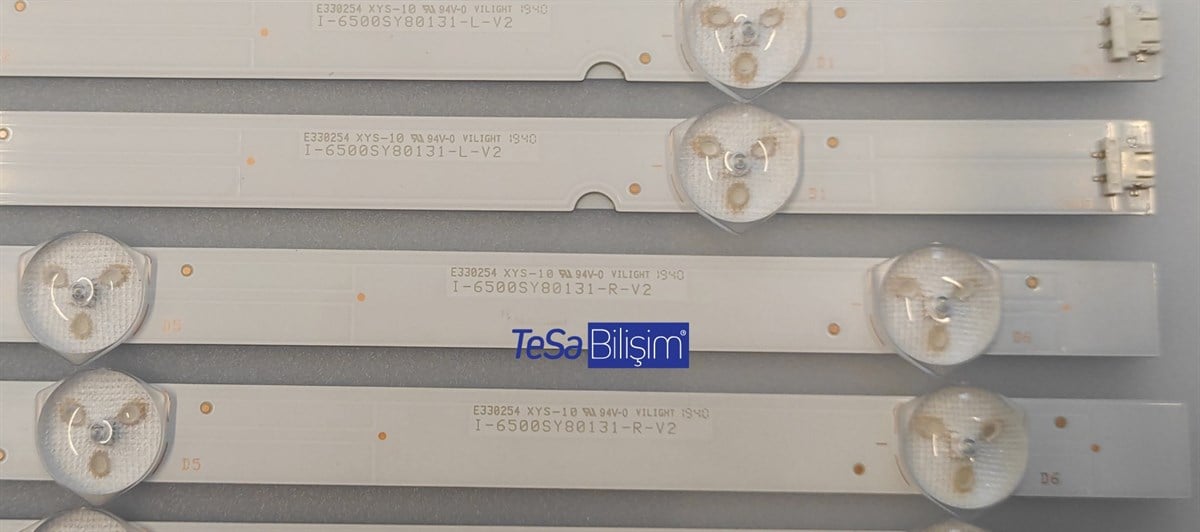 E330254 XYS-10 94V-0 VILIGHT 1940
I-6500SY80131-L-V2
D1
E330254 XYS-10 94V-0 VILIGHT 1940
I-6500SY80131-L-V2
D1
E330254 XYS-10 94V-0 VILIGHT 1940
I-6500SY80131-R-V2
D5
D6
TeSa Bilişim
E330254 XYS-10 94V-0 VILIGHT 1940
I-6500SY80131-R-V2
D5
D6